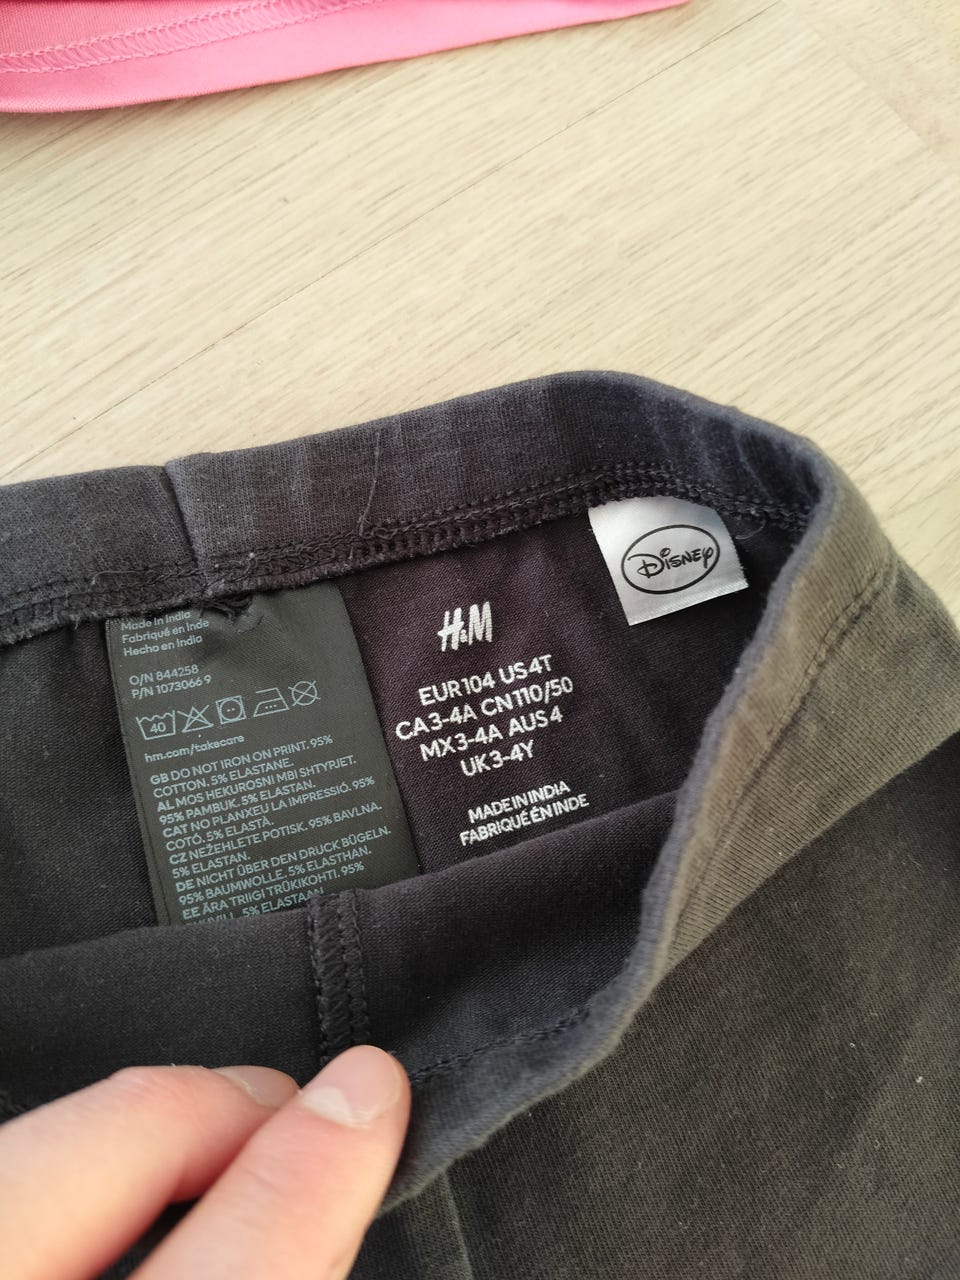 Made in India
Fabriqué en Inde
Hecho en India
O/N 844258
P/N 1073066 9
40
hm.com/takecare
GB DO NOT IRON ON PRINT. 95%
COTTON. 5% ELASTANE.
AL MOS HEKUROSNI MBI SHTYPJET.
95% PAMBUK. 5% ELASTAN.
CAT NO PLANXEU LA IMPRESSIÓ. 95%
COTÓ. 5% ELASTÀ.
CZ NEŽEHLETE POTISK. 95% BAVLNA.
5% ELASTAN.
DE NICHT ÜBER DEN DRUCK BÜGELN.
95% BAUMWOLLE. 5% ELASTHAN.
EE ÄRA TRIIGI TRÜKIKOHTI. 95%
5% ELASTAAN
H&M
EUR 104 US 4T
CA 3-4A CN 110/50
MX 3-4A AUS 4
UK 3-4Y
MADE IN INDIA
FABRIQUÉ EN INDE
Disney